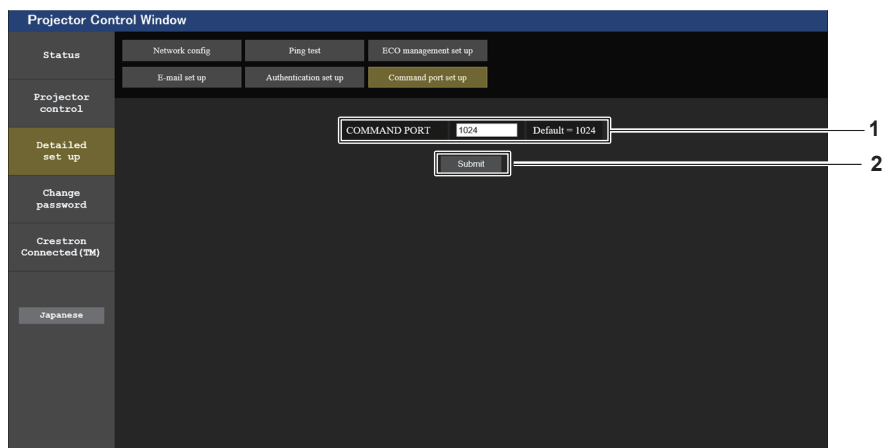 Projector Control Window
Status
Projector
control
Detailed
set up
Change
password
Crestron
Connected(TM)
Japanese
Network config
Ping test
ECO management set up
E-mail set up
Authentication set up
Command port set up
COMMAND PORT 1024 Default = 1024
Submit
1
2